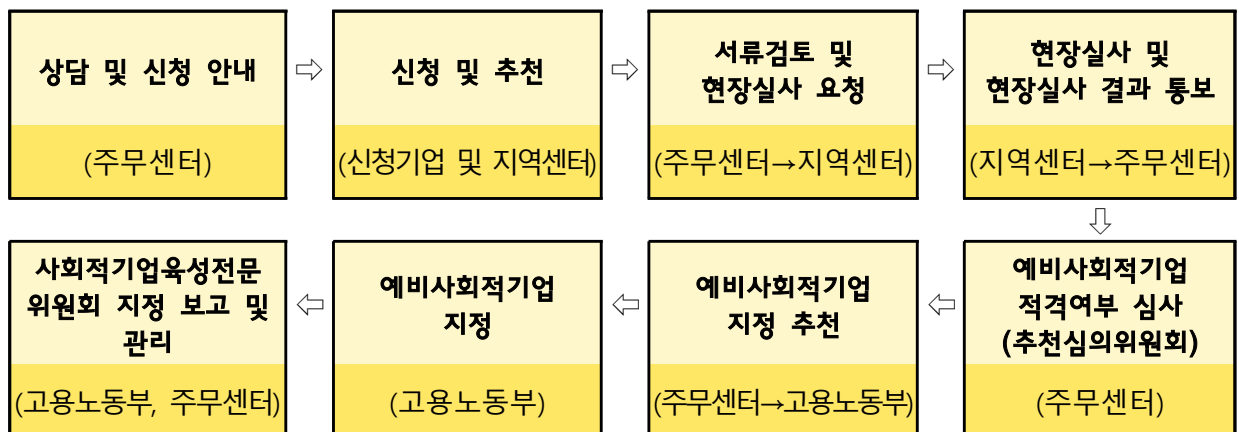 상담 및 신청 안내
(주무센터)
신청 및 추천
(신청기업 및 지역센터)
서류검토 및
현장실사 요청
(주무센터→지역센터)
현장실사 및
현장실사 결과 통보
(지역센터→주무센터)
예비사회적기업
적격여부 심사
(추천심의위원회)
(주무센터)
예비사회적기업
지정 추천
(주무센터→고용노동부)
예비사회적기업
지정
(고용노동부)
사회적기업육성전문
위원회 지정 보고 및
관리
(고용노동부, 주무센터)